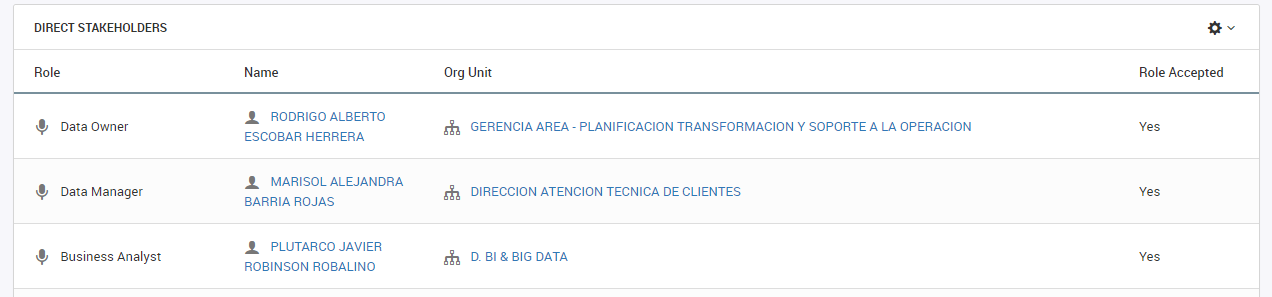 DIRECT STAKEHOLDERS
Role Name Org Unit Role Accepted
Data Owner RODRIGO ALBERTO ESCOBAR HERRERA GERENCIA AREA - PLANIFICACION TRANSFORMACION Y SOPORTE A LA OPERACION Yes
Data Manager MARISOL ALEJANDRA BARRIA ROJAS DIRECCION ATENCION TECNICA DE CLIENTES Yes
Business Analyst PLUTARCO JAVIER ROBINSON ROBALINO D. BI & BIG DATA Yes